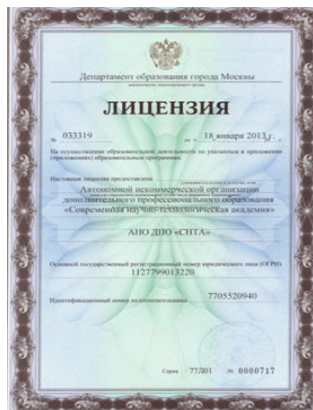 Департамент образования города Москвы
ЛИЦЕНЗИЯ
№ 033319 от « 18 января 2013 г.
На осуществление образовательной деятельности по указанным в приложении
(приложениях) образовательным программам.
Настоящая лицензия предоставлена
Автономной некоммерческой организации
дополнительного профессионального образования
«Современная научно-технологическая академия»
АНО ДПО «СНТА»
Основной государственный регистрационный номер юридического лица (ОГРН)
1127799013220
Идентификационный номер налогоплательщика 7705520940
Серия 77Л01 № 0000717